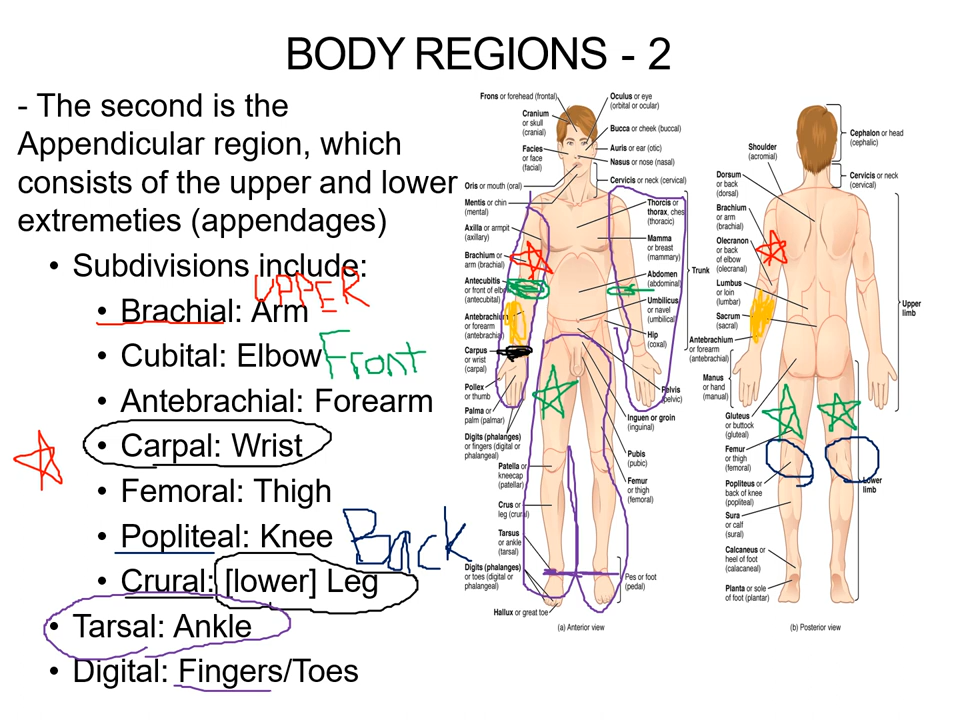 BODY REGIONS - 2
- The second is the
Appendicular region, which
consists of the upper and lower
extremeties (appendages)
• Subdivisions include:
UPPER
• Brachial: Arm
• Cubital: Elbow Front
• Antebrachial: Forearm
• Carpal: Wrist
• Femoral: Thigh
• Popliteal: Knee Back
• Crural: [lower] Leg
• Tarsal: Ankle
• Digital: Fingers/Toes
Frons or forehead (frontal)
Cranium
or skull
(cranial)
Facies
or face
(facial)
Oris or mouth (oral)
Mentis or chin
(mental)
Axilla or armpit
(axillary)
Brachium or
arm (brachial)
Antecubitis
or front of elbow
(antecubital)
Antebrachium
or forearm
(antebrachial)
Carpus
or wrist
(carpal)
Pollex
or thumb
Palma or
palm (palmar)
Digits (phalanges)
or fingers (digital or
phalangeal)
Patella or
kneecap
(patellar)
Crus or
leg (crural)
Tarsus
or ankle
(tarsal)
Digits (phalanges)
or toes (digital or
phalangeal)
Hallux or great toe
Oculus or eye
(orbital or ocular)
Bucca or cheek (buccal)
Auris or ear (otic)
Nasus or nose (nasal)
Cervicis or neck (cervical)
Thorcis or
thorax, ches
(thoracic)
Mamma
or breast
(mammary)
Abdomen
(abdominal)
Umbilicus
or navel
(umbilical)
Hip
(coxal)
Trunk
Pelvis
(pelvic)
Inguen or groin
(inguinal)
Pubis
(pubic)
Femur
or thigh
(femoral)
Pes or foot
(pedal)
(a) Anterior view
Shoulder
(acromial)
Dorsum
or back
(dorsal)
Brachium
or arm
(brachial)
Olecranon
or back
of elbow
(olecranal)
Lumbus
or loin
(lumbar)
Sacrum
(sacral)
Antebrachium
or forearm
(antebrachial)
Manus
or hand
(manual)
Gluteus
or buttock
(gluteal)
Femur
or thigh
(femoral)
Popliteus or
back of knee
(popliteal)
Sura
or calf
(sural)
Calcaneus or
heel of foot
(calcaneal)
Planta or sole
of foot (plantar)
Cephalon or head
(cephalic)
Cervicis or neck
(cervical)
Upper
limb
Lower
limb
(b) Posterior view